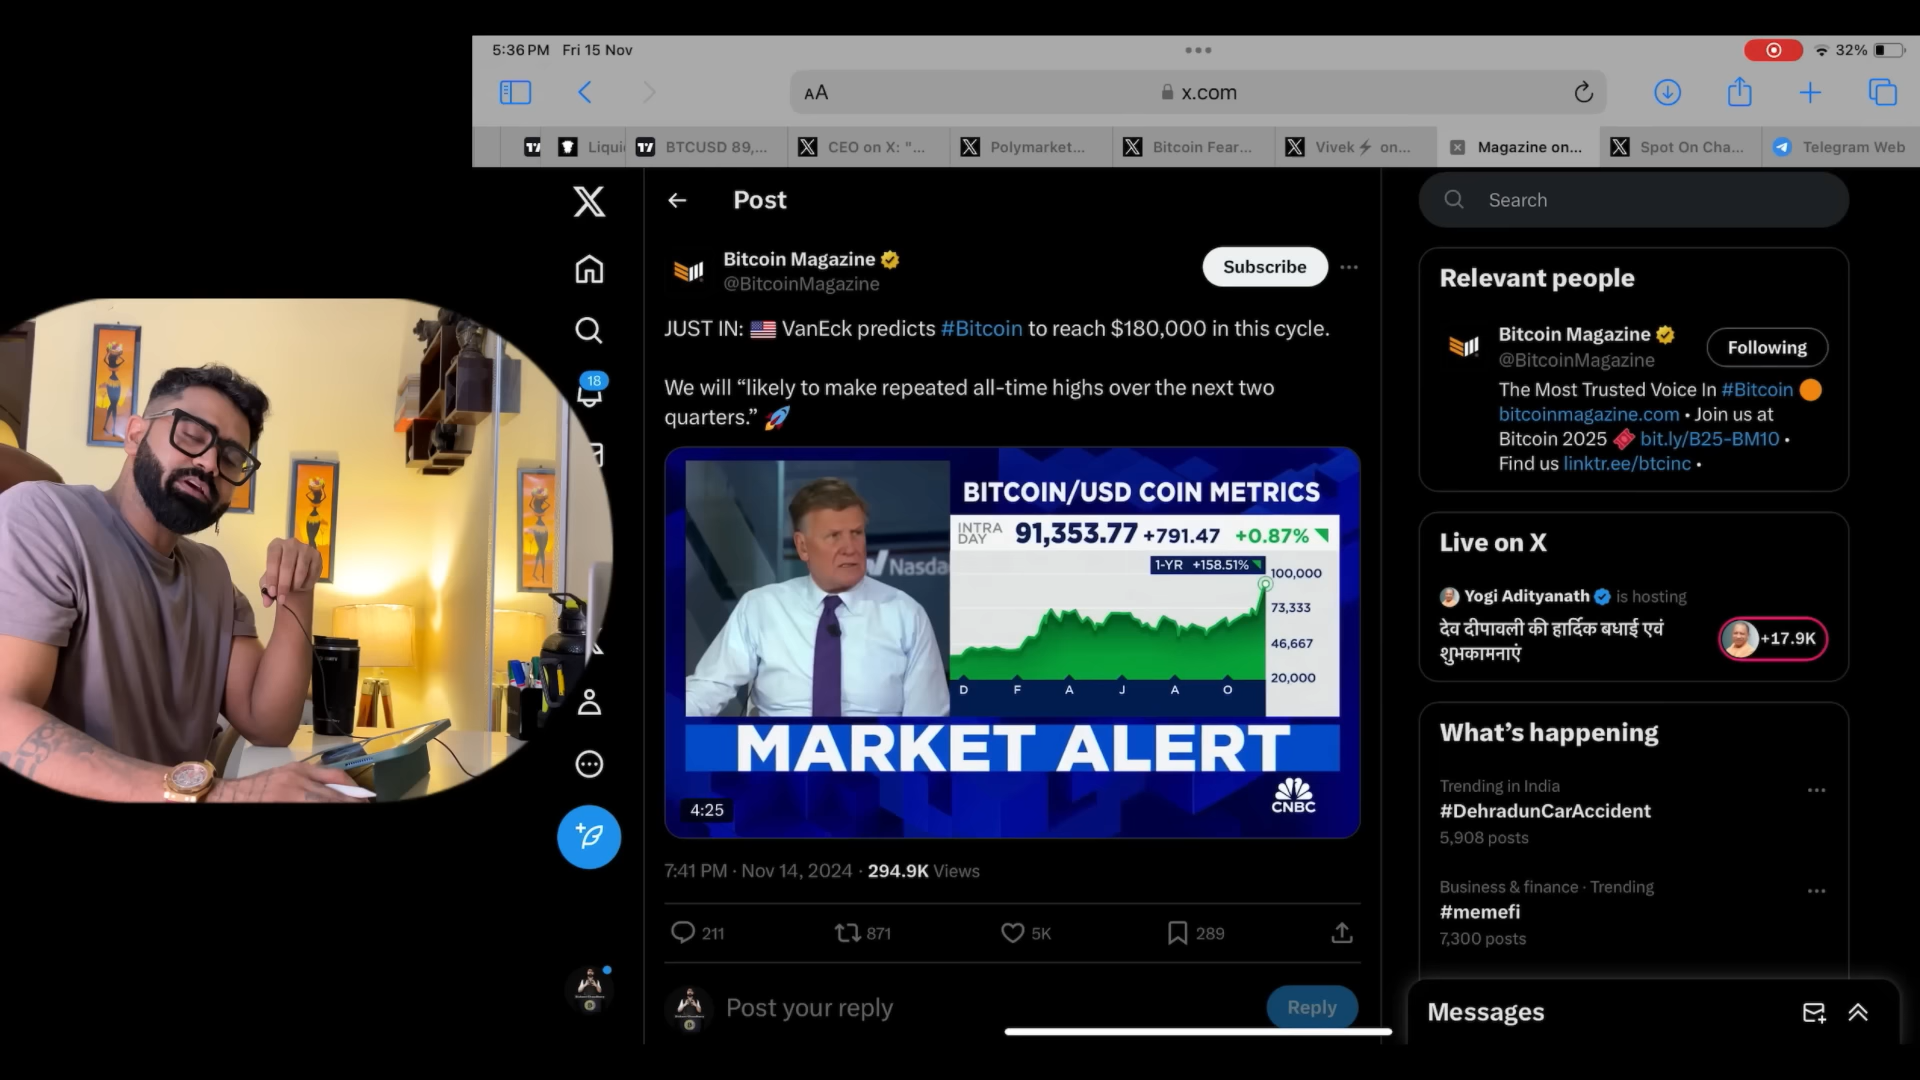 5:36 PM Fri 15 Nov
32%
AA
x.com
Liqui
BTCUSD 89,...
CEO on X: "...
Polymarket...
Bitcoin Fear...
Vivek⚡ on...
Magazine on...
Spot On Cha...
Telegram Web
Post
Search
Bitcoin Magazine
@BitcoinMagazine
Subscribe
JUST IN: 🇺🇸 VanEck predicts #Bitcoin to reach $180,000 in this cycle.
We will “likely to make repeated all-time highs over the next two
quarters.” 🚀
18
Nasda
BITCOIN/USD COIN METRICS
INTRA
DAY
91,353.77 +791.47 +0.87%
1-YR +158.51%
100,000
73,333
46,667
20,000
D F A J A O
MARKET ALERT
CNBC
4:25
7:41 PM · Nov 14, 2024 · 294.9K Views
211 871 5K 289
Post your reply
Reply
Relevant people
Bitcoin Magazine
@BitcoinMagazine
Following
The Most Trusted Voice In #Bitcoin 🟠
bitcoinmagazine.com • Join us at
Bitcoin 2025 🎟️ bit.ly/B25-BM10 •
Find us linktr.ee/btcinc •
Live on X
Yogi Adityanath is hosting
देव दीपावली की हार्दिक बधाई एवं
शुभकामनाएं
+17.9K
What’s happening
Trending in India
#DehradunCarAccident
5,908 posts
Business & finance · Trending
#memefi
7,300 posts
Messages